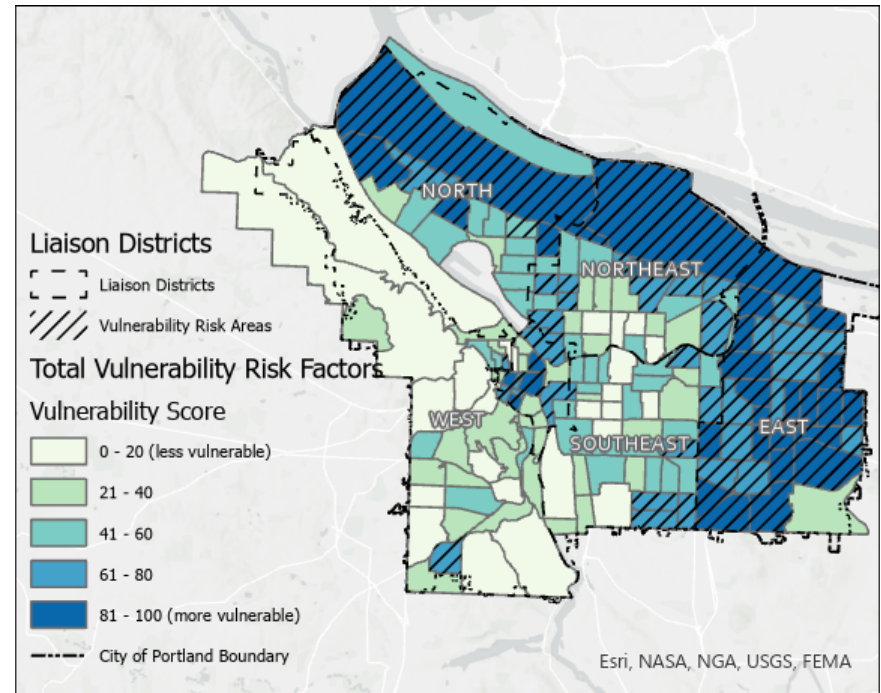 NORTH
NORTHEAST
WEST
SOUTHEAST
EAST
Liaison Districts
Liaison Districts
Vulnerability Risk Areas
Total Vulnerability Risk Factors
Vulnerability Score
0 - 20 (less vulnerable)
21 - 40
41 - 60
61 - 80
81 - 100 (more vulnerable)
City of Portland Boundary
Esri, NASA, NGA, USGS, FEMA